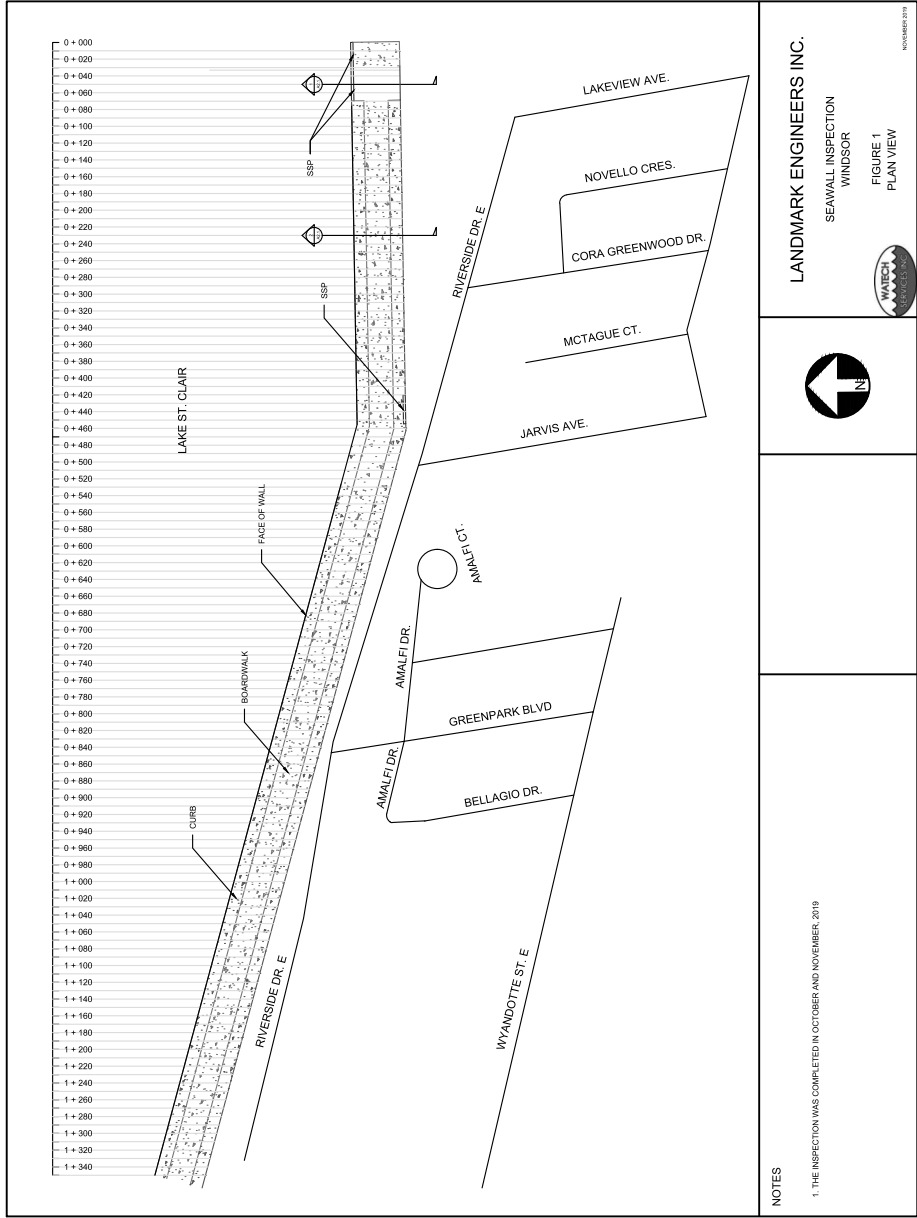 0 + 000
0 + 020
0 + 040
0 + 060
0 + 080
0 + 100
0 + 120
0 + 140
0 + 160
0 + 180
0 + 200
0 + 220
0 + 240
0 + 260
0 + 280
0 + 300
0 + 320
0 + 340
0 + 360
0 + 380
0 + 400
0 + 420
0 + 440
0 + 460
0 + 480
0 + 500
0 + 520
0 + 540
0 + 560
0 + 580
0 + 600
0 + 620
0 + 640
0 + 660
0 + 680
0 + 700
0 + 720
0 + 740
0 + 760
0 + 780
0 + 800
0 + 820
0 + 840
0 + 860
0 + 880
0 + 900
0 + 920
0 + 940
0 + 960
0 + 980
1 + 000
1 + 020
1 + 040
1 + 060
1 + 080
1 + 100
1 + 120
1 + 140
1 + 160
1 + 180
1 + 200
1 + 220
1 + 240
1 + 260
1 + 280
1 + 300
1 + 320
1 + 340
LAKE ST. CLAIR
SSP
SSP
FACE OF WALL
BOARDWALK
CURB
LAKEVIEW AVE.
NOVELLO CRES.
RIVERSIDE DR. E
CORA GREENWOOD DR.
MCTAGUE CT.
JARVIS AVE.
AMALFI CT.
AMALFI DR.
GREENPARK BLVD
AMALFI DR.
BELLAGIO DR.
RIVERSIDE DR. E
WYANDOTTE ST. E
NOTES
1. THE INSPECTION WAS COMPLETED IN OCTOBER AND NOVEMBER, 2019
N
WATECH
SERVICES INC
LANDMARK ENGINEERS INC.
SEAWALL INSPECTION
WINDSOR
FIGURE 1
PLAN VIEW
NOVEMBER 2019